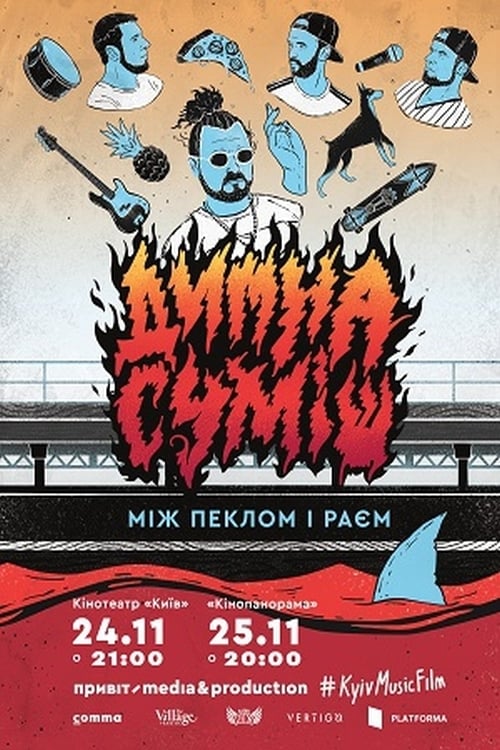 ДИМНА
СУМІШ
МІЖ ПЕКЛОМ І РАЄМ
Кінотеатр «Київ» «Кінопанорама»
24.11 25.11
21:00 20:00
привіт media & production #KyivMusicFilm
comma Village VERTIGO PLATFORMA